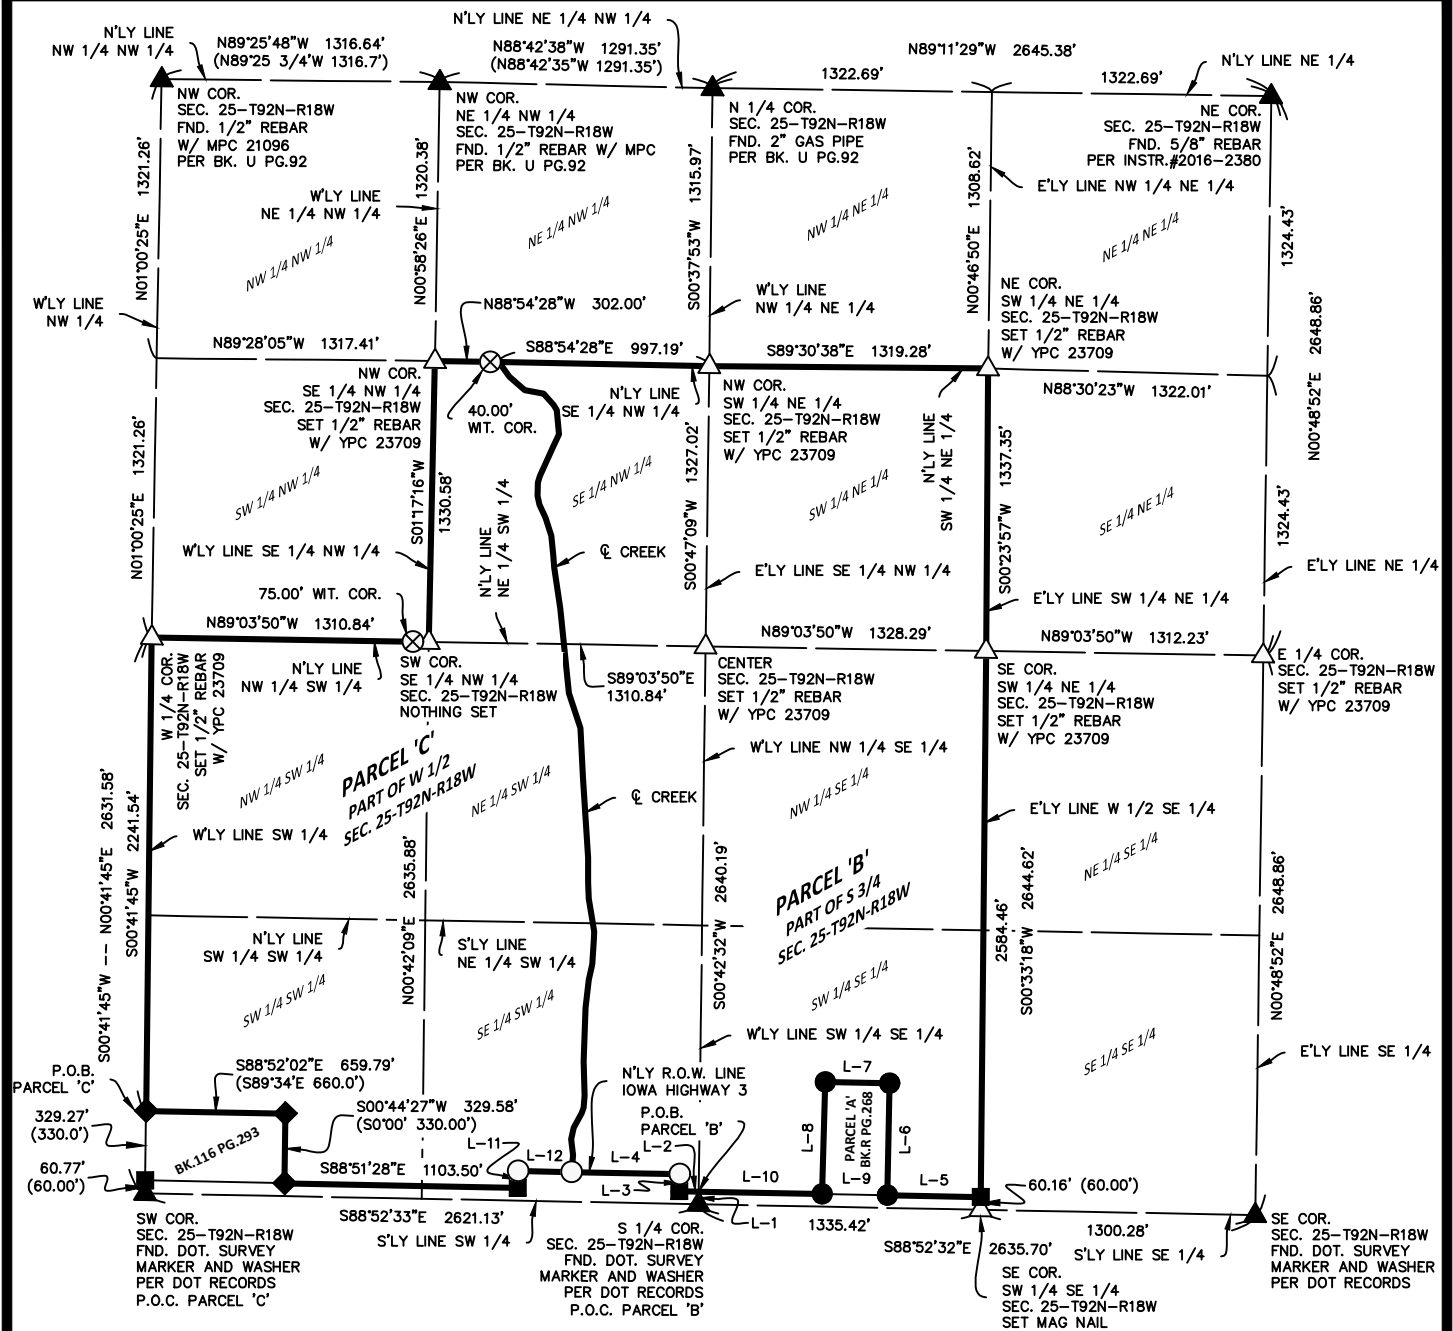 N'LY LINE
NW 1/4 NW 1/4
N89°25'48"W 1316.64'
(N89°25 3/4'W 1316.7')
N'LY LINE NE 1/4 NW 1/4
N88°42'38"W 1291.35'
(N88°42'35"W 1291.35')
N89°11'29"W 2645.38'
1322.69'
1322.69'
N'LY LINE NE 1/4
NW COR.
SEC. 25-T92N-R18W
FND. 1/2" REBAR
W/ MPC 21096
PER BK. U PG.92
NW COR.
NE 1/4 NW 1/4
SEC. 25-T92N-R18W
FND. 1/2" REBAR W/ MPC
PER BK. U PG.92
N 1/4 COR.
SEC. 25-T92N-R18W
FND. 2" GAS PIPE
PER BK. U PG.92
NE COR.
SEC. 25-T92N-R18W
FND. 5/8" REBAR
PER INSTR.#2016-2380
N01°00'25"E 1321.26'
W'LY LINE
NE 1/4 NW 1/4
N00°58'26"E 1320.38'
S00°37'53"W 1315.97'
N00°46'50"E 1308.62'
E'LY LINE NW 1/4 NE 1/4
1324.43'
NW 1/4 NW 1/4
NE 1/4 NW 1/4
NW 1/4 NE 1/4
NE 1/4 NE 1/4
W'LY LINE
NW 1/4
N88°54'28"W 302.00'
W'LY LINE
NW 1/4 NE 1/4
NE COR.
SW 1/4 NE 1/4
SEC. 25-T92N-R18W
SET 1/2" REBAR
W/ YPC 23709
N00°48'52"E 2648.86'
N89°28'05"W 1317.41'
S88°54'28"E 997.19'
S89°30'38"E 1319.28'
N88°30'23"W 1322.01'
NW COR.
SE 1/4 NW 1/4
SEC. 25-T92N-R18W
SET 1/2" REBAR
W/ YPC 23709
40.00'
WIT. COR.
N'LY LINE
SE 1/4 NW 1/4
NW COR.
SW 1/4 NE 1/4
SEC. 25-T92N-R18W
SET 1/2" REBAR
W/ YPC 23709
N'LY LINE
SW 1/4 NE 1/4
N01°00'25"E 1321.26'
S01°17'16"W
1330.58'
N'LY LINE
NE 1/4 SW 1/4
S00°47'09"W 1327.02'
S00°23'57"W 1337.35'
1324.43'
SW 1/4 NW 1/4
SE 1/4 NW 1/4
SW 1/4 NE 1/4
SE 1/4 NE 1/4
W'LY LINE SE 1/4 NW 1/4
℄ CREEK
E'LY LINE SE 1/4 NW 1/4
E'LY LINE NE 1/4
E'LY LINE SW 1/4 NE 1/4
75.00' WIT. COR.
N89°03'50"W 1310.84'
N89°03'50"W 1328.29'
N89°03'50"W 1312.23'
N'LY LINE
NW 1/4 SW 1/4
W 1/4 COR.
SEC. 25-T92N-R18W
SET 1/2" REBAR
W/ YPC 23709
SW COR.
SE 1/4 NW 1/4
SEC. 25-T92N-R18W
NOTHING SET
S89°03'50"E
1310.84'
CENTER
SEC. 25-T92N-R18W
SET 1/2" REBAR
W/ YPC 23709
SE COR.
SW 1/4 NE 1/4
SEC. 25-T92N-R18W
SET 1/2" REBAR
W/ YPC 23709
E 1/4 COR.
SEC. 25-T92N-R18W
SET 1/2" REBAR
W/ YPC 23709
NW 1/4 SW 1/4
PARCEL 'C'
PART OF W 1/2
SEC. 25-T92N-R18W
NE 1/4 SW 1/4
W'LY LINE NW 1/4 SE 1/4
NW 1/4 SE 1/4
℄ CREEK
E'LY LINE W 1/2 SE 1/4
W'LY LINE SW 1/4
S00°41'45"W --- N00°41'45"E 2631.58'
S00°41'45"W 2241.54'
N00°42'09"E 2635.88'
S00°42'32"W 2640.19'
PARCEL 'B'
PART OF S 3/4
SEC. 25-T92N-R18W
2584.46'
S00°33'18"W 2644.62'
NE 1/4 SE 1/4
N00°48'52"E 2648.86'
N'LY LINE
SW 1/4 SW 1/4
S'LY LINE
NE 1/4 SW 1/4
SW 1/4 SW 1/4
SE 1/4 SW 1/4
SW 1/4 SE 1/4
SE 1/4 SE 1/4
W'LY LINE SW 1/4 SE 1/4
E'LY LINE SE 1/4
P.O.B.
PARCEL 'C'
S88°52'02"E 659.79'
(S89°34'E 660.0')
N'LY R.O.W. LINE
IOWA HIGHWAY 3
P.O.B.
PARCEL 'B'
L-7
329.27'
(330.0')
S00°44'27"W 329.58'
(S0°00' 330.00')
BK.116 PG.293
L-8
PARCEL 'A'
BK.R PG.268
L-6
L-11
L-12
L-4
L-2
L-3
60.77'
(60.00')
S88°51'28"E 1103.50'
L-10
L-9
L-5
60.16' (60.00')
L-1
SW COR.
SEC. 25-T92N-R18W
FND. DOT. SURVEY
MARKER AND WASHER
PER DOT RECORDS
P.O.C. PARCEL 'C'
S88°52'33"E 2621.13'
S'LY LINE SW 1/4
S 1/4 COR.
SEC. 25-T92N-R18W
FND. DOT. SURVEY
MARKER AND WASHER
PER DOT RECORDS
P.O.C. PARCEL 'B'
1335.42'
S88°52'32"E 2635.70'
1300.28'
S'LY LINE SE 1/4
SE COR.
SW 1/4 SE 1/4
SEC. 25-T92N-R18W
SET MAG NAIL
SE COR.
SEC. 25-T92N-R18W
FND. DOT. SURVEY
MARKER AND WASHER
PER DOT RECORDS